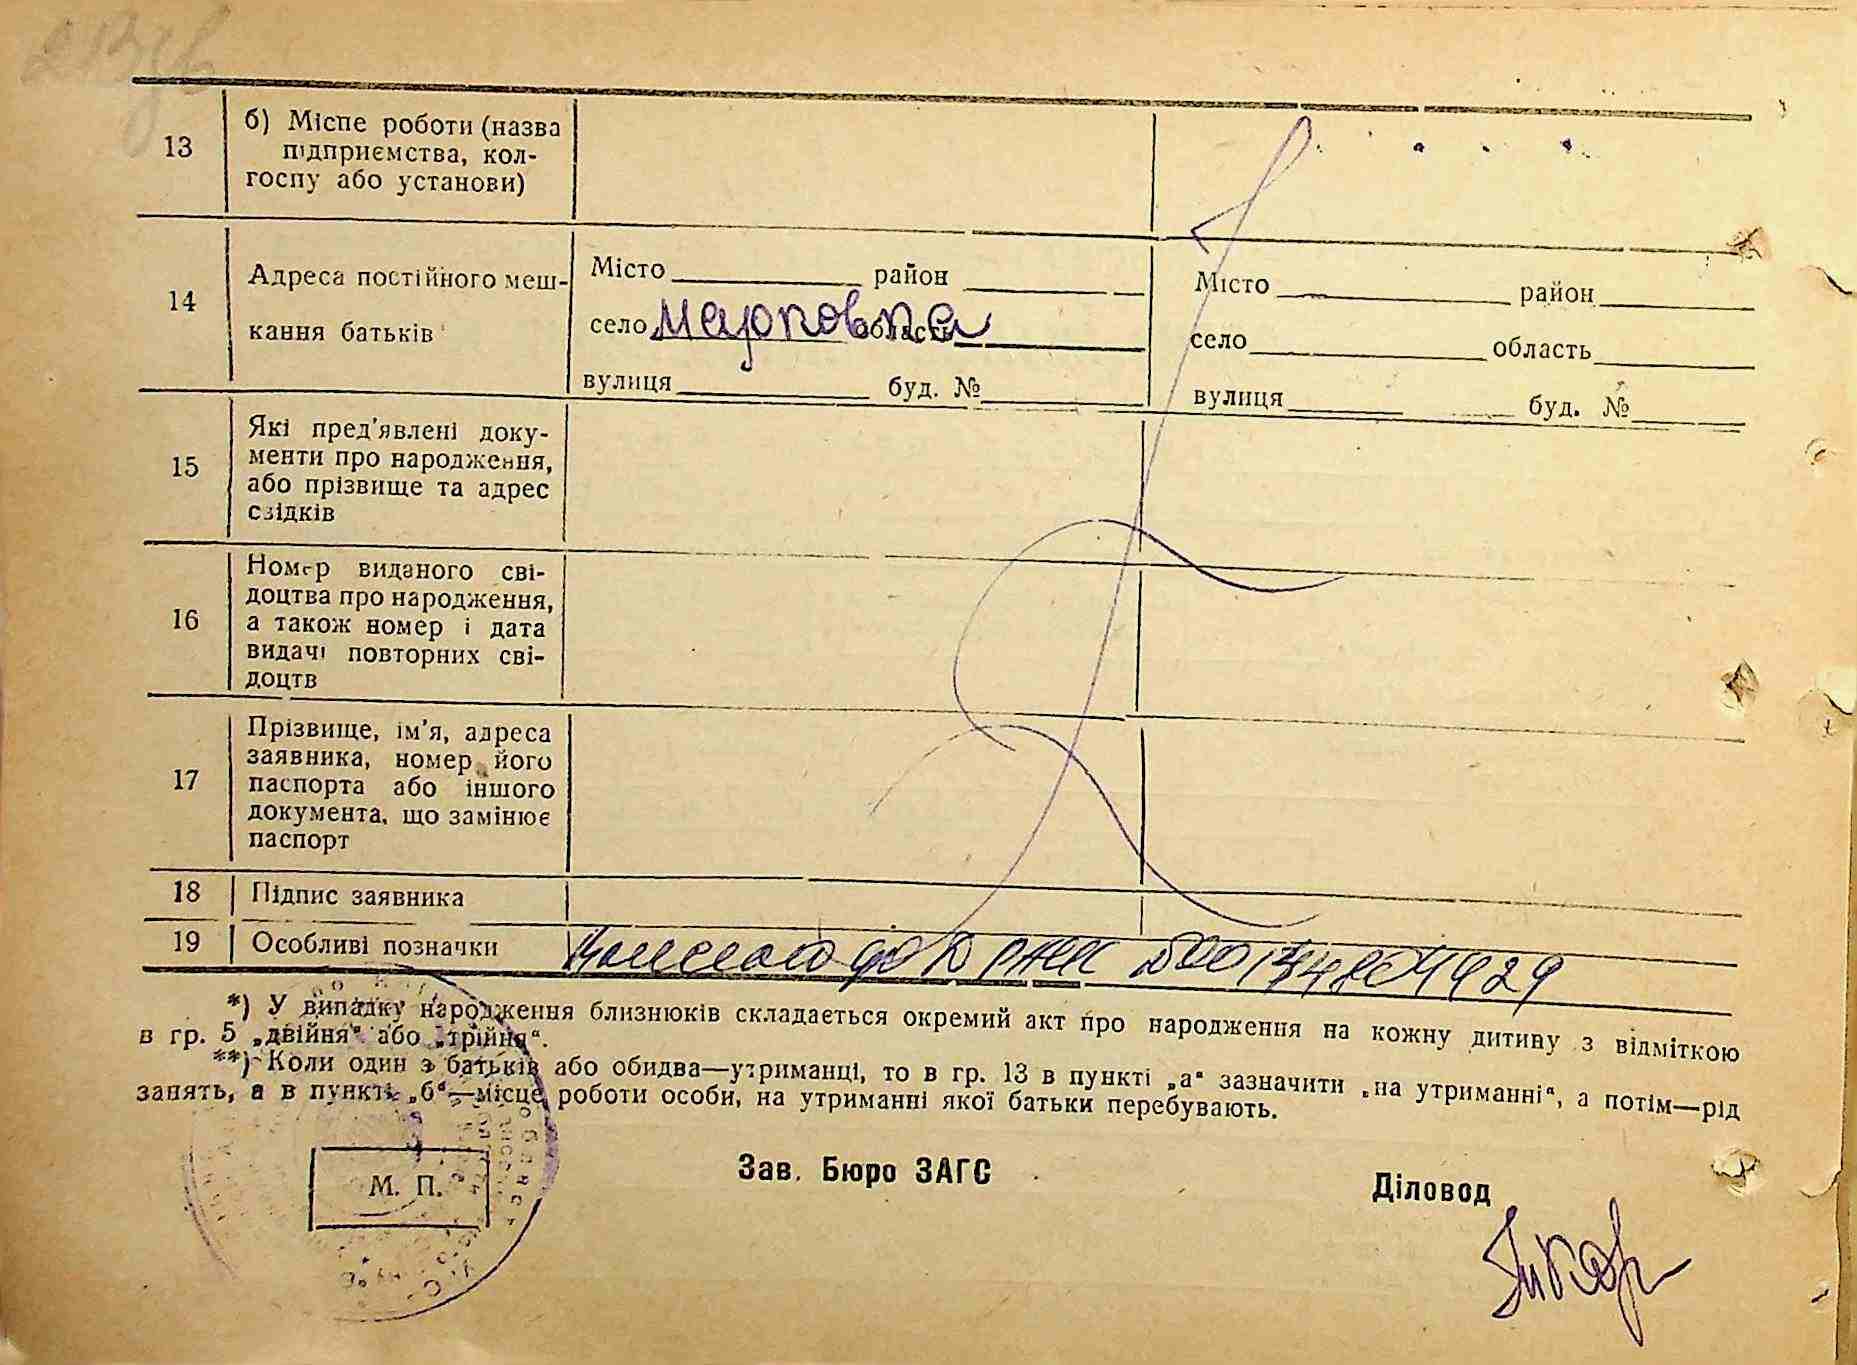 13
б) Місце роботи (назва
підприємства, кол-
госпу або установи)
14
Адреса постійного меш-
кання батьків
Місто район
село Марковка область
вулиця буд. №
Місто район
село область
вулиця буд. №
15
Які пред'явлені доку-
менти про народження,
або прізвище та адрес
свідків
16
Номер виданого сві-
доцтва про народження,
а також номер і дата
видачі повторних сві-
доцтв
17
Прізвище, ім'я, адреса
заявника, номер його
паспорта або іншого
документа, що замінює
паспорт
18
Підпис заявника
19
Особливі позначки
до ДРАЦС
*) У випадку народження близнюків складається окремий акт про народження на кожну дитину з відміткою
в гр. 5 „двійня“ або „трійня“.
**) Коли один з батьків або обидва—утриманці, то в гр. 13 в пункті „а“ зазначити „на утриманні“, а потім—рід
занять, а в пункті „б“—місце роботи особи, на утриманні якої батьки перебувають.
М. П.
Зав. Бюро ЗАГС
Діловод